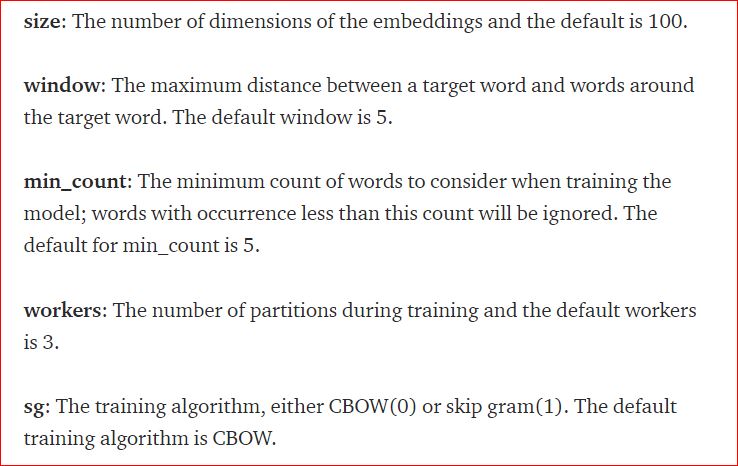 size: The number of dimensions of the embeddings and the default is 100.
window: The maximum distance between a target word and words around
the target word. The default window is 5.
min_count: The minimum count of words to consider when training the
model; words with occurrence less than this count will be ignored. The
default for min_count is 5.
workers: The number of partitions during training and the default workers
is 3.
sg: The training algorithm, either CBOW(0) or skip gram(1). The default
training algorithm is CBOW.